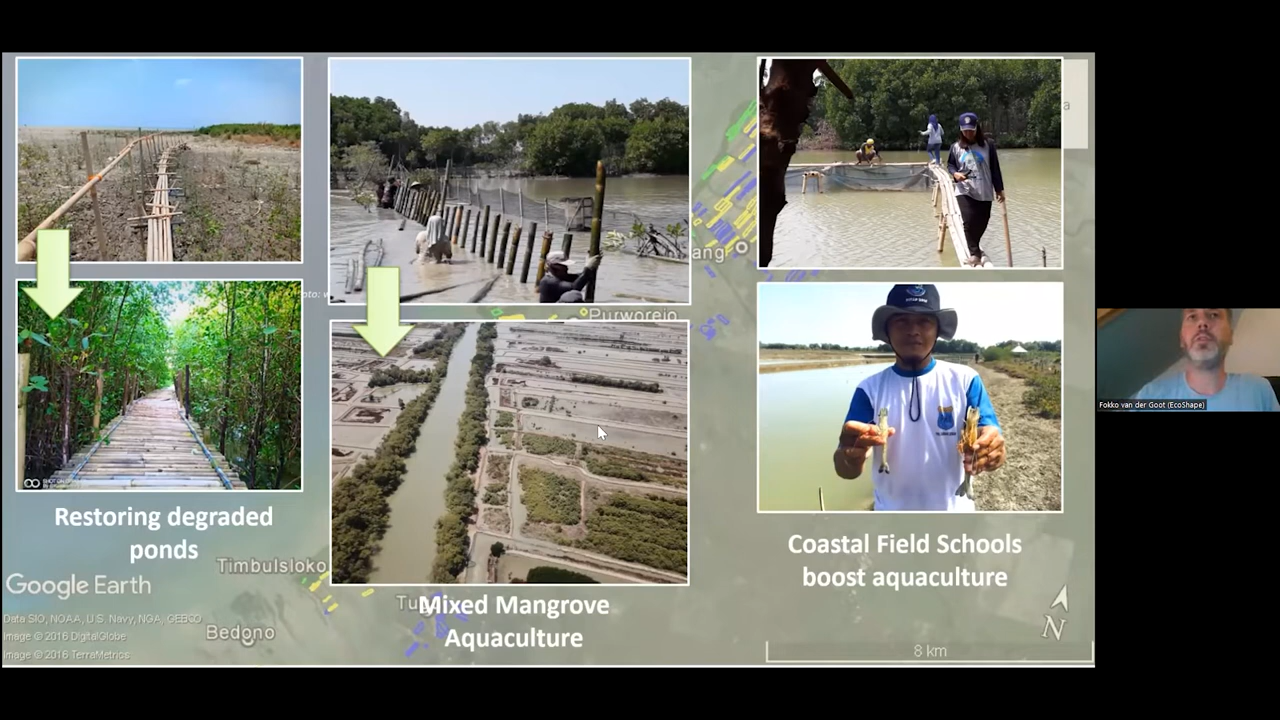 Restoring degraded
ponds
Mixed Mangrove
Aquaculture
Coastal Field Schools
boost aquaculture
Timbulsloko
Bedono
Purworejo
ang
a
Google Earth
Data SIO, NOAA, U.S. Navy, NGA, GEBCO
Image © 2016 DigitalGlobe
Image © 2016 TerraMetrics
N
8 km
Fokko van der Goot (EcoShape)